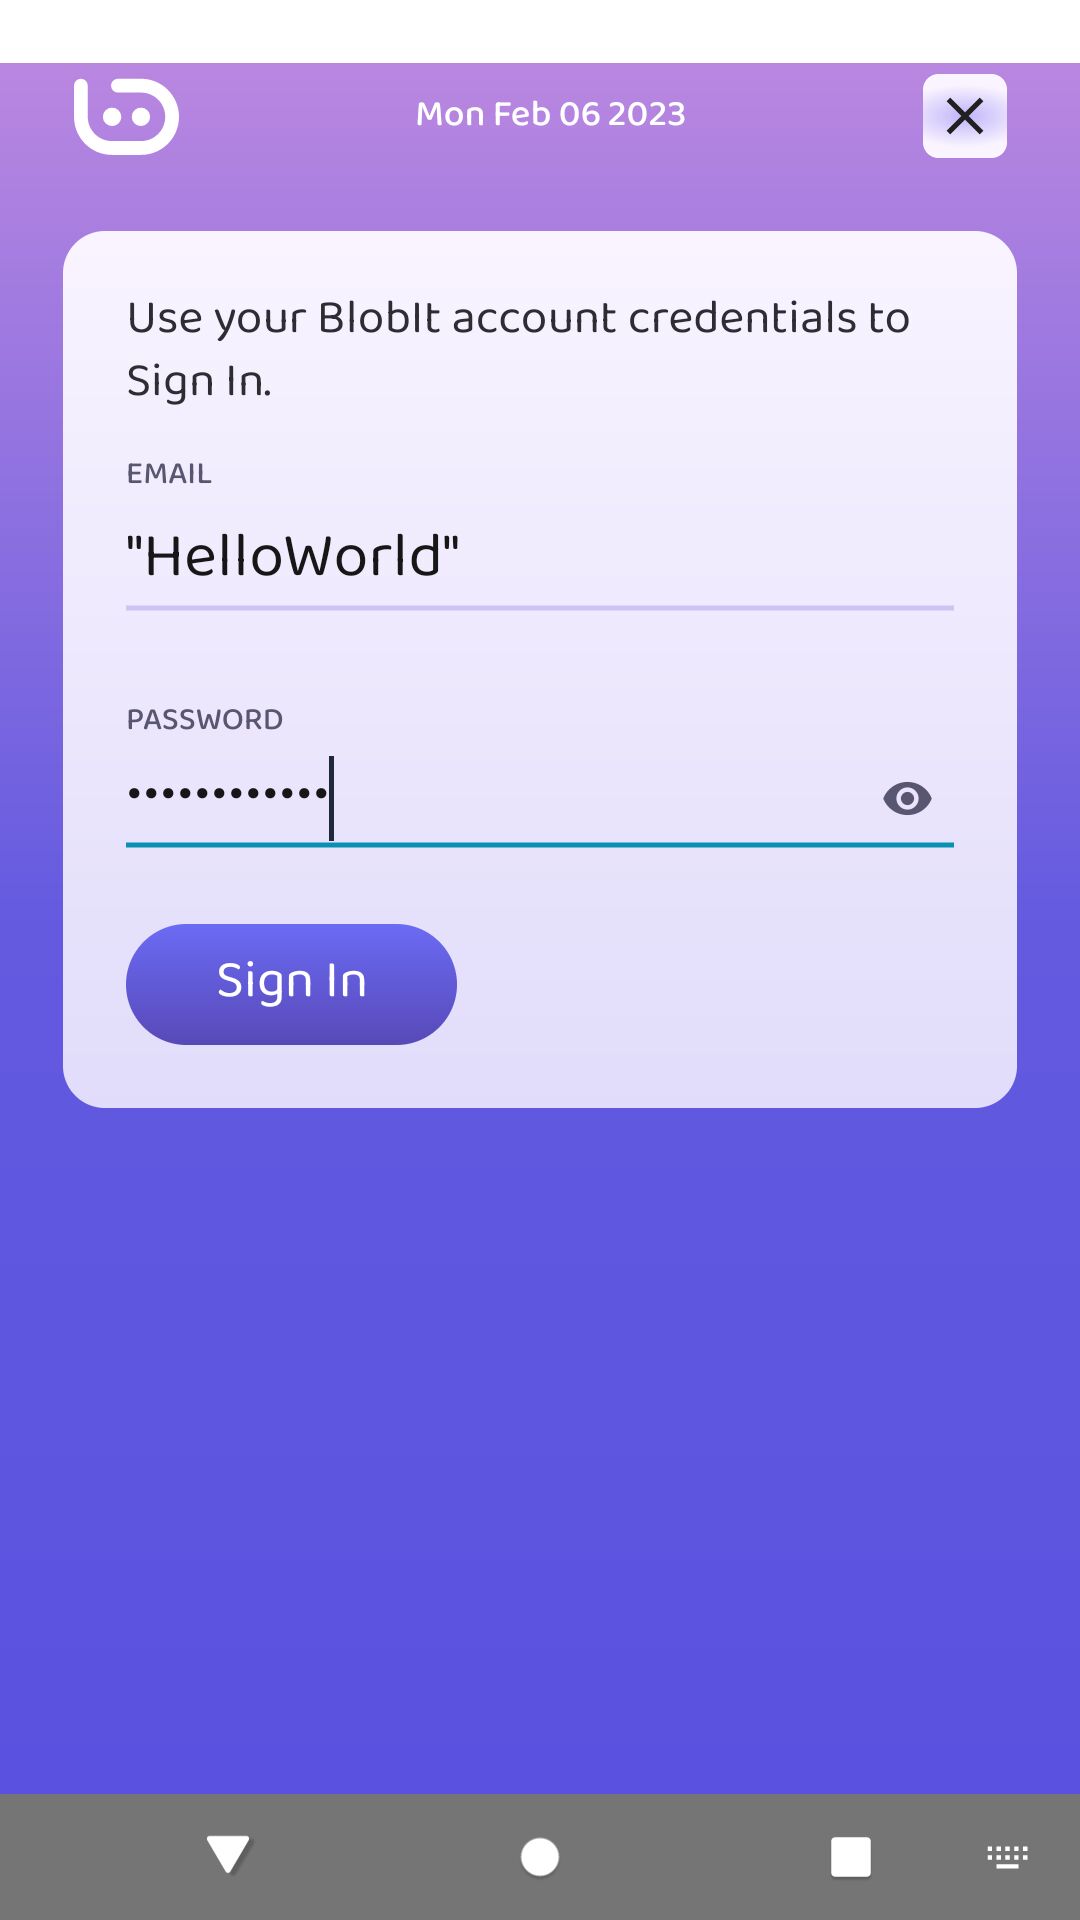 Mon Feb 06 2023
Use your BlobIt account credentials to
Sign In.
EMAIL
"HelloWorld"
PASSWORD
••••••••••••
Sign In